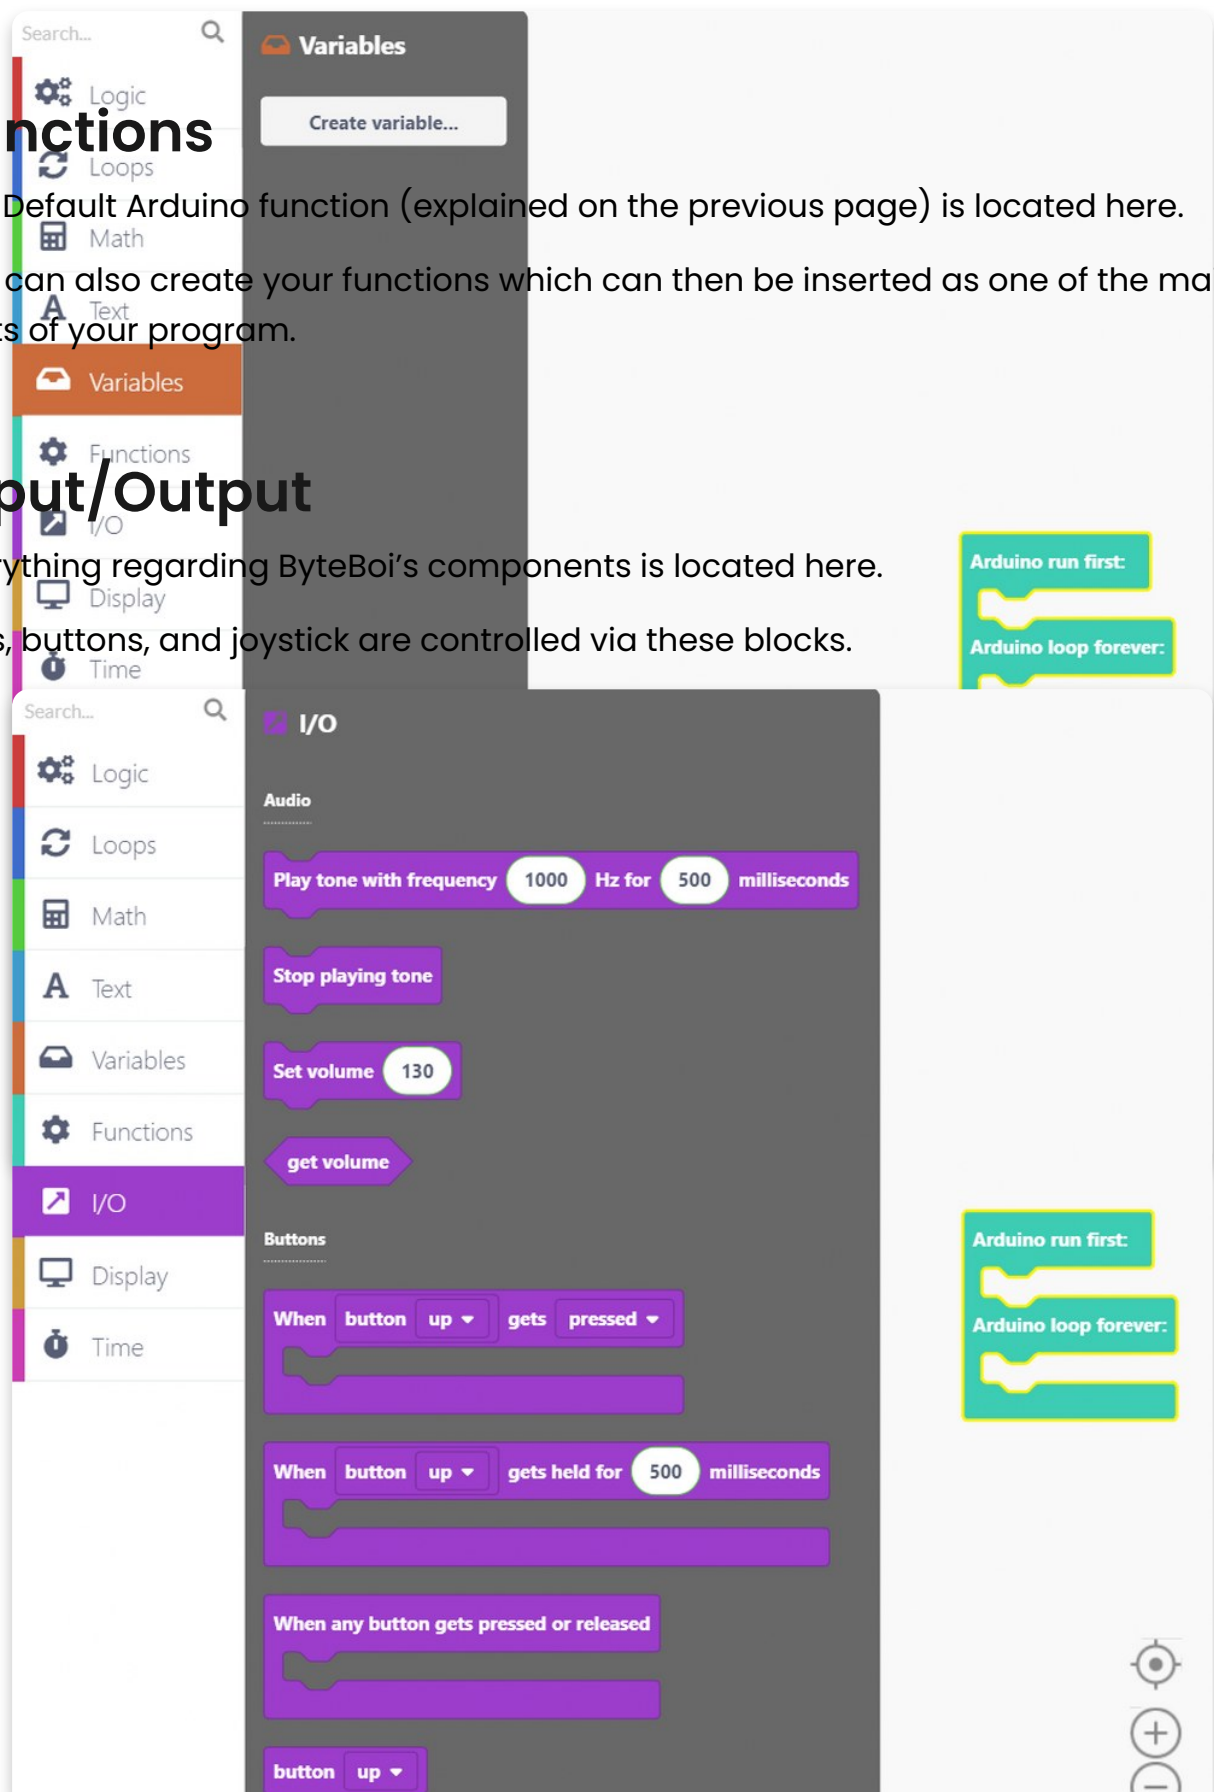 Search...
Variables
Logic
Create variable...
nctions
Loops
Default Arduino function (explained on the previous page) is located here.
Math
can also create your functions which can then be inserted as one of the ma
Text
s of your program.
Variables
Functions
put/Output
I/O
ything regarding ByteBoi’s components is located here.
Arduino run first:
Display
s, buttons, and joystick are controlled via these blocks.
Arduino loop forever:
Time
Search...
I/O
Logic
Audio
Loops
Play tone with frequency 1000 Hz for 500 milliseconds
Math
Stop playing tone
Text
Variables
Set volume 130
Functions
get volume
I/O
Buttons
Arduino run first:
Display
When button up gets pressed
Arduino loop forever:
Time
When button up gets held for 500 milliseconds
When any button gets pressed or released
button up